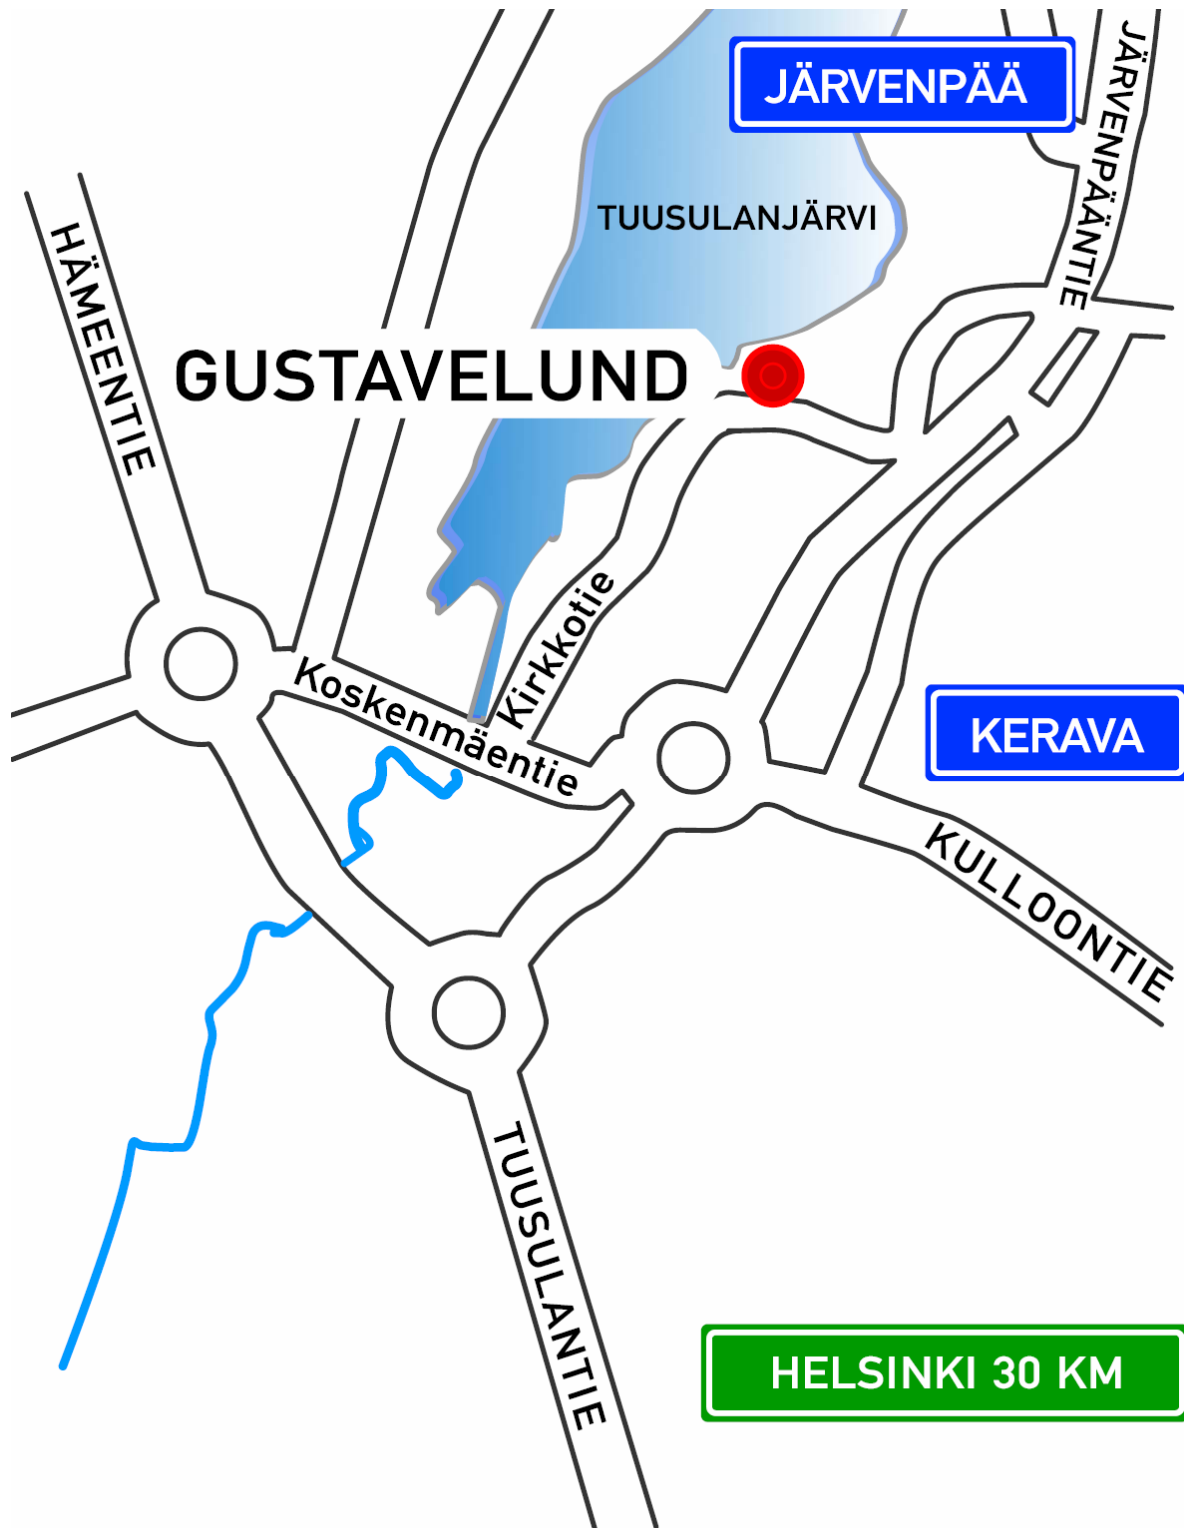 JÄRVENPÄÄ
JÄRVENPÄÄNTIE
TUUSULANJÄRVI
HÄMEENTIE
GUSTAVELUND
Kirkkotie
Koskenmäentie
KERAVA
KULLOONTIE
TUUSULANTIE
HELSINKI 30 KM